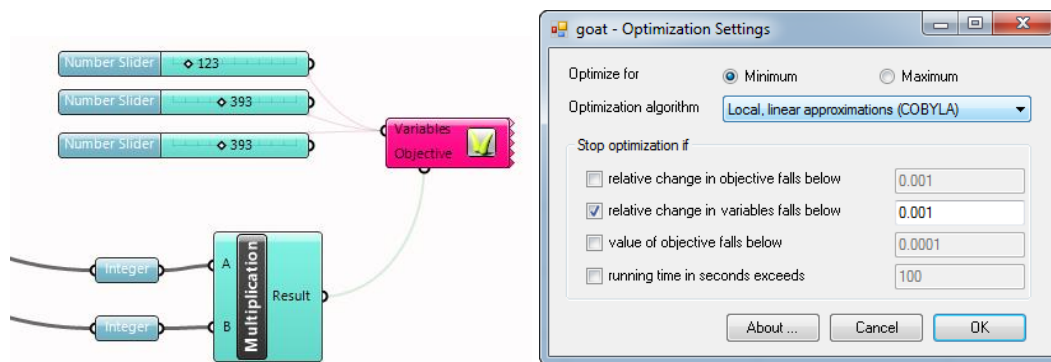 Number Slider 123
Number Slider 393
Number Slider 393
Variables
Objective
Integer
Integer
A
B
Multiplication
Result
goat - Optimization Settings
Optimize for Minimum Maximum
Optimization algorithm Local, linear approximations (COBYLA)
Stop optimization if
relative change in objective falls below 0.001
relative change in variables falls below 0.001
value of objective falls below 0.0001
running time in seconds exceeds 100
About ... Cancel OK